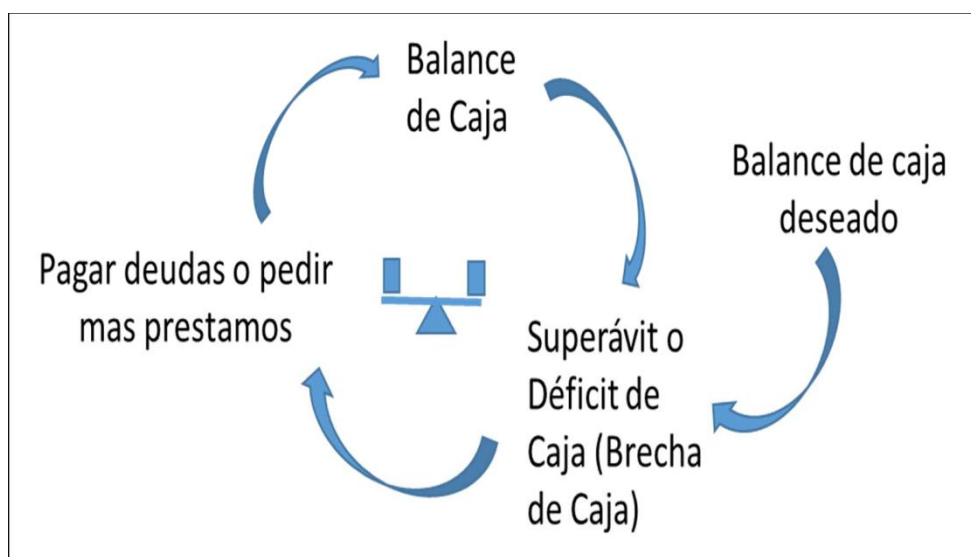 Balance
de Caja
Balance de caja
deseado
Pagar deudas o pedir
mas prestamos
Superávit o
Déficit de
Caja (Brecha
de Caja)